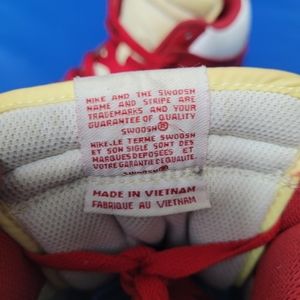 NIKE AND THE SWOOSH
NAME AND STRIPE ARE
TRADEMARKS AND YOUR
GUARANTEE OF QUALITY
SWOOSH®
NIKE-LE TERME SWOOSH
ET SON SIGLE SONT DES
MARQUES DEPOSEES ET
VOTRE GARANTIE DE QUALITE
SWOOSH®
MADE IN VIETNAM
FABRIQUE AU VIETNAM